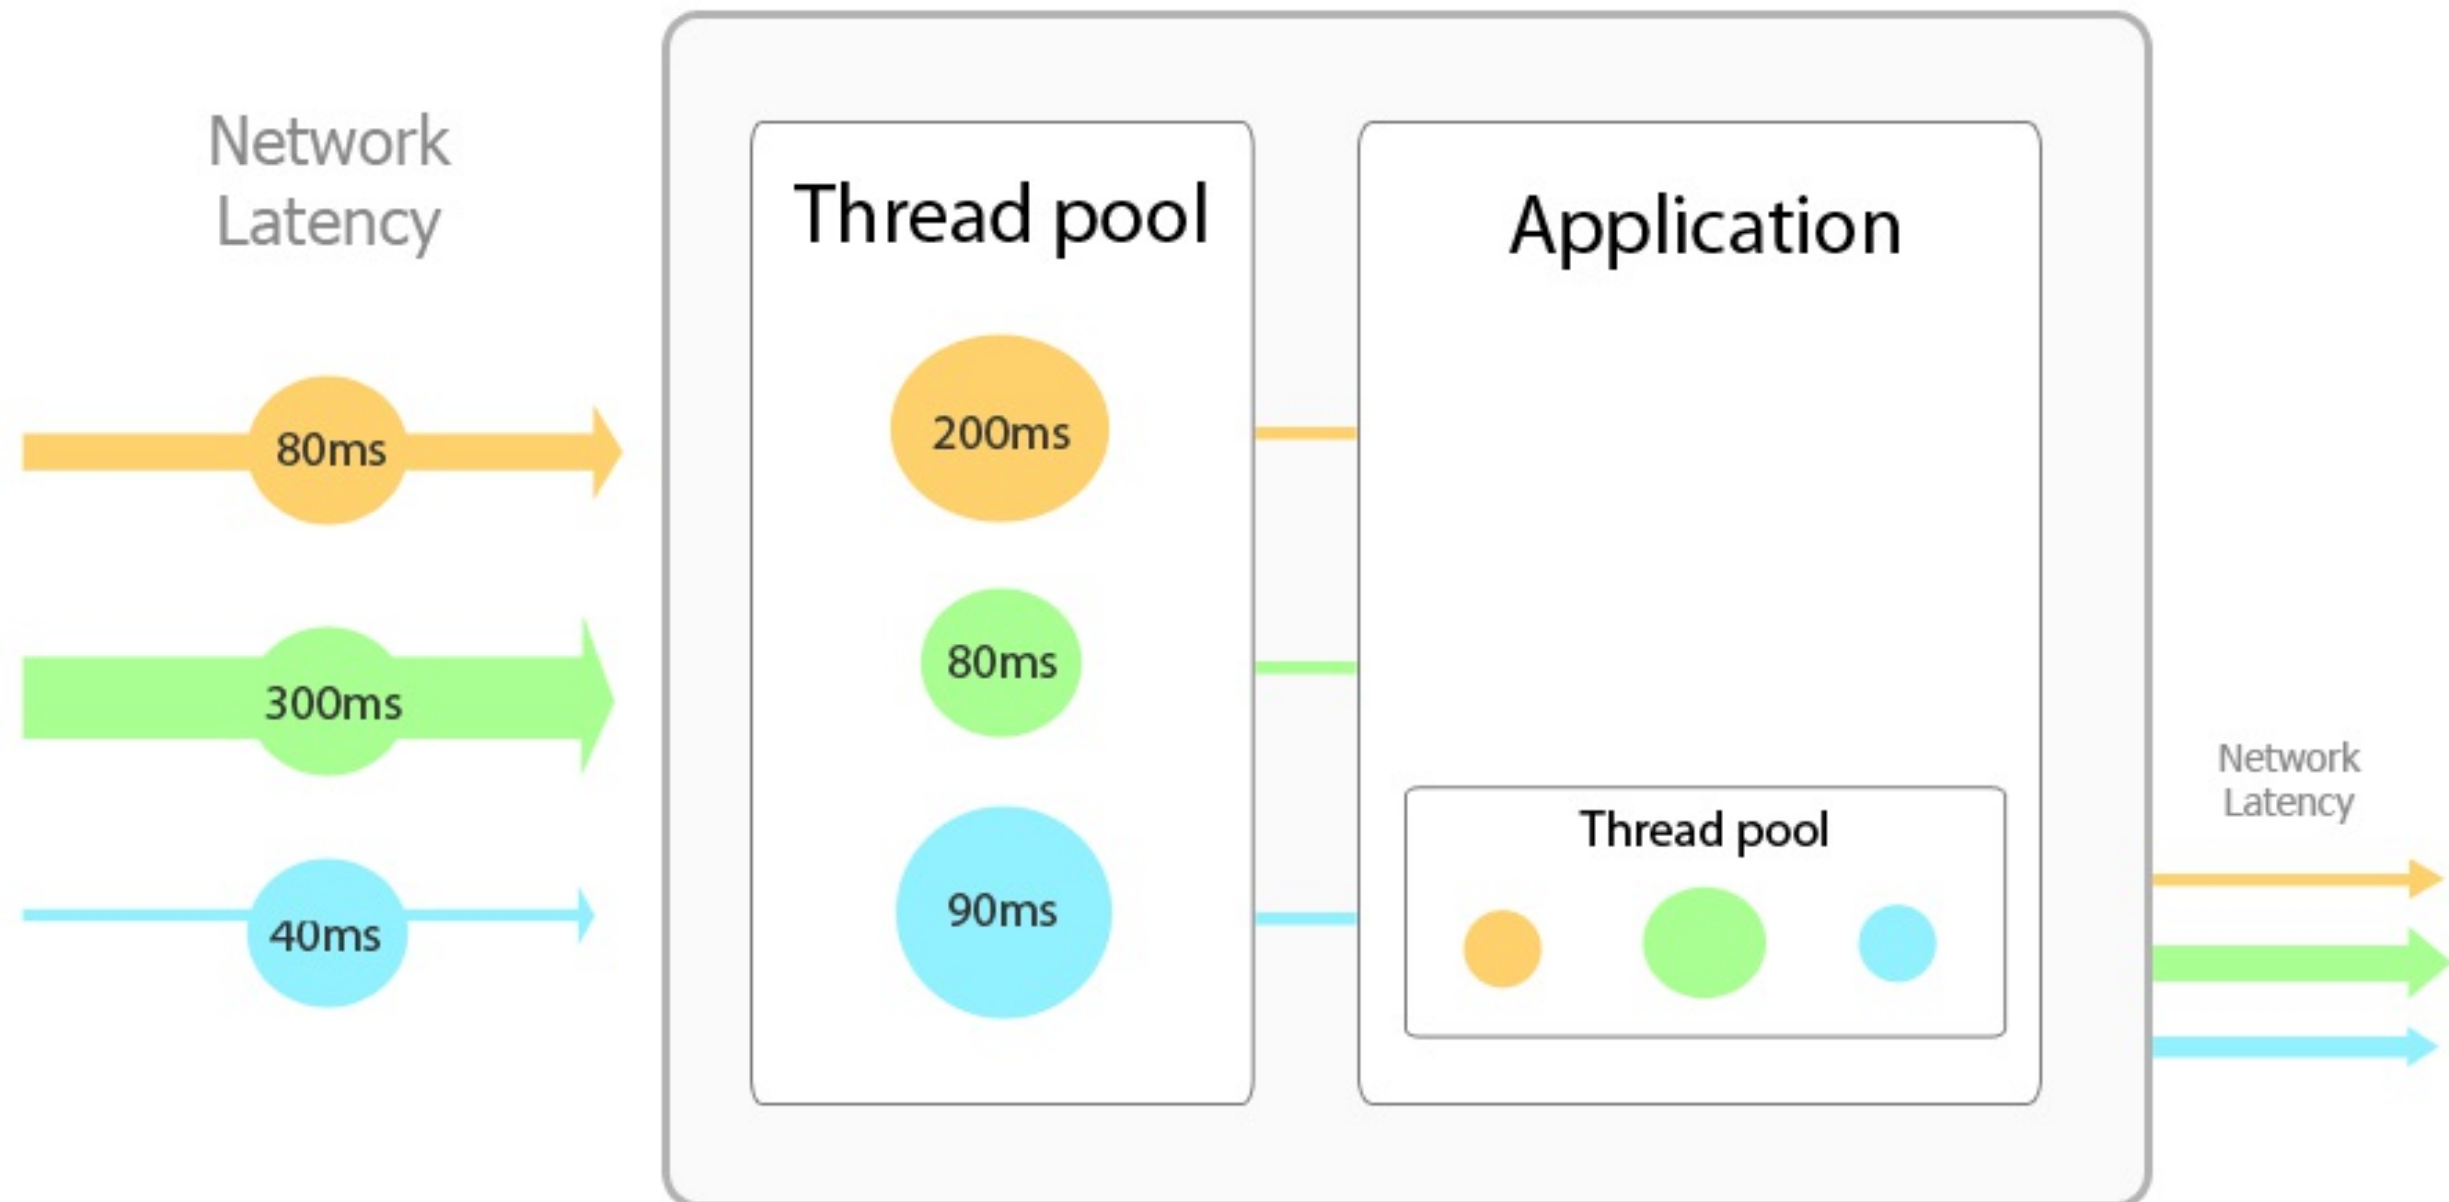 Network
Latency
80ms
300ms
40ms
Thread pool
200ms
80ms
90ms
Application
Thread pool
Network
Latency